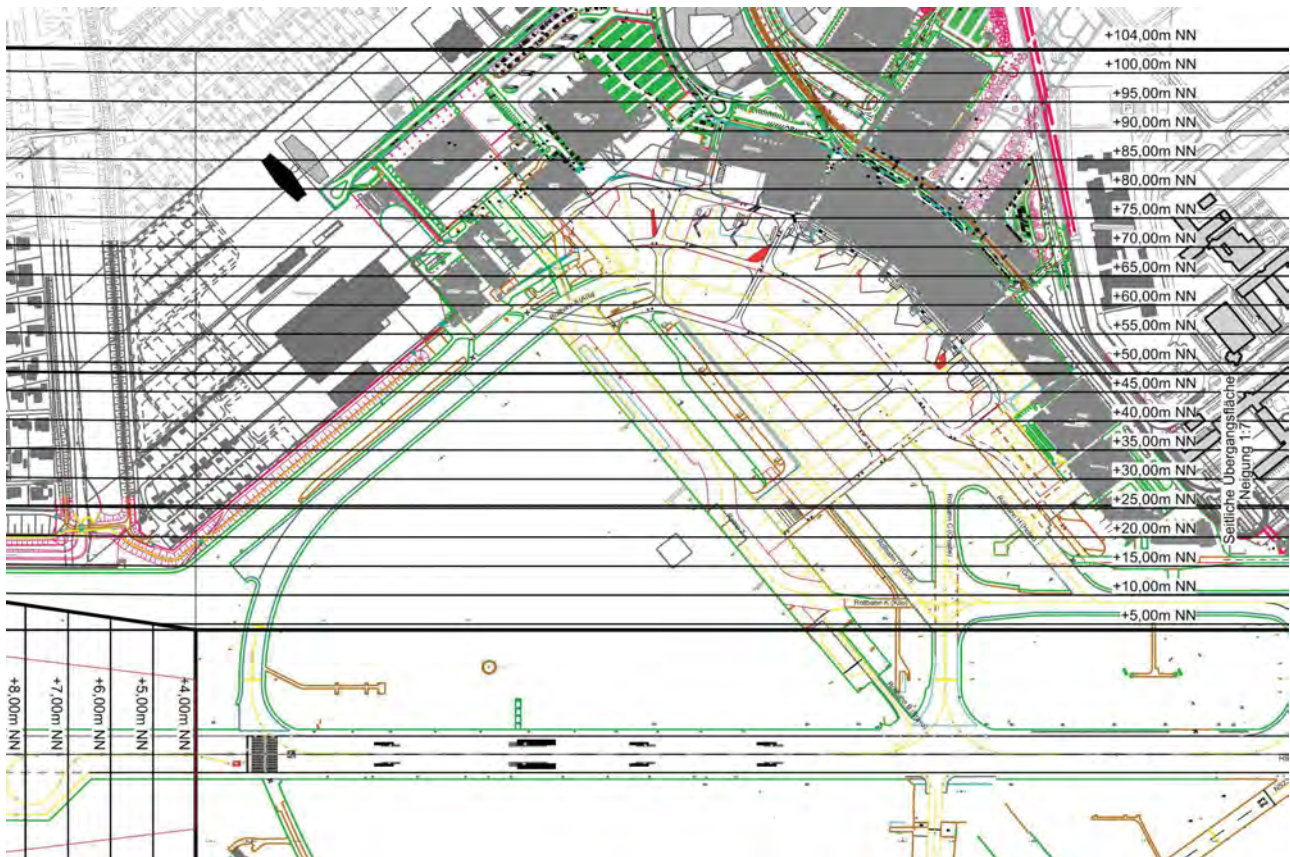 +104,00m NN
+100,00m NN
+95,00m NN
+90,00m NN
+85,00m NN
+80,00m NN
+75,00m NN
+70,00m NN
+65,00m NN
+60,00m NN
+55,00m NN
+50,00m NN
+45,00m NN
+40,00m NN
+35,00m NN
+30,00m NN
+25,00m NN
+20,00m NN
+15,00m NN
+10,00m NN
+5,00m NN
Seitliche Übergangsfläche
Neigung 1:7
+8,00m NN
+7,00m NN
+6,00m NN
+5,00m NN
+4,00m NN